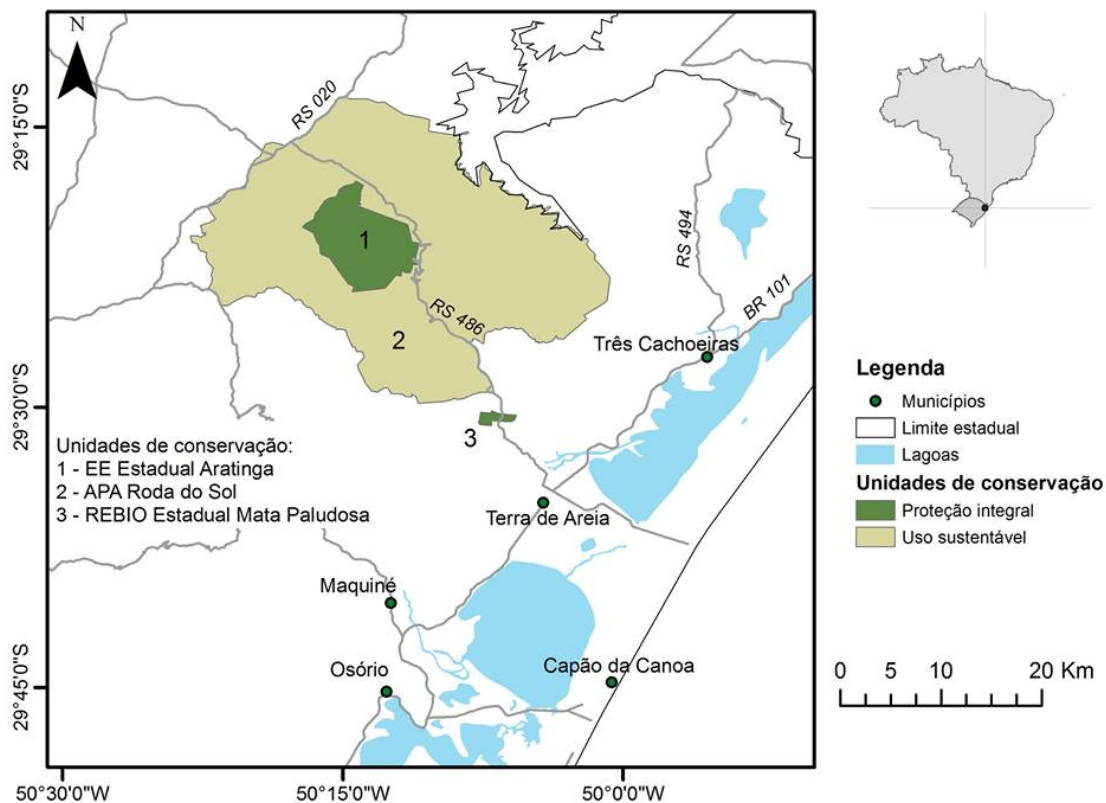 N
29°15'0"S
29°30'0"S
29°45'0"S
50°30'0"W
50°15'0"W
50°00'0"W
RS 020
RS 494
BR 101
RS 486
1
2
3
Três Cachoeiras
Terra de Areia
Maquiné
Osório
Capão da Canoa
Unidades de conservação:
1 - EE Estadual Aratinga
2 - APA Roda do Sol
3 - REBIO Estadual Mata Paludosa
Legenda
Municípios
Limite estadual
Lagoas
Unidades de conservação
Proteção integral
Uso sustentável
0 5 10 20 Km